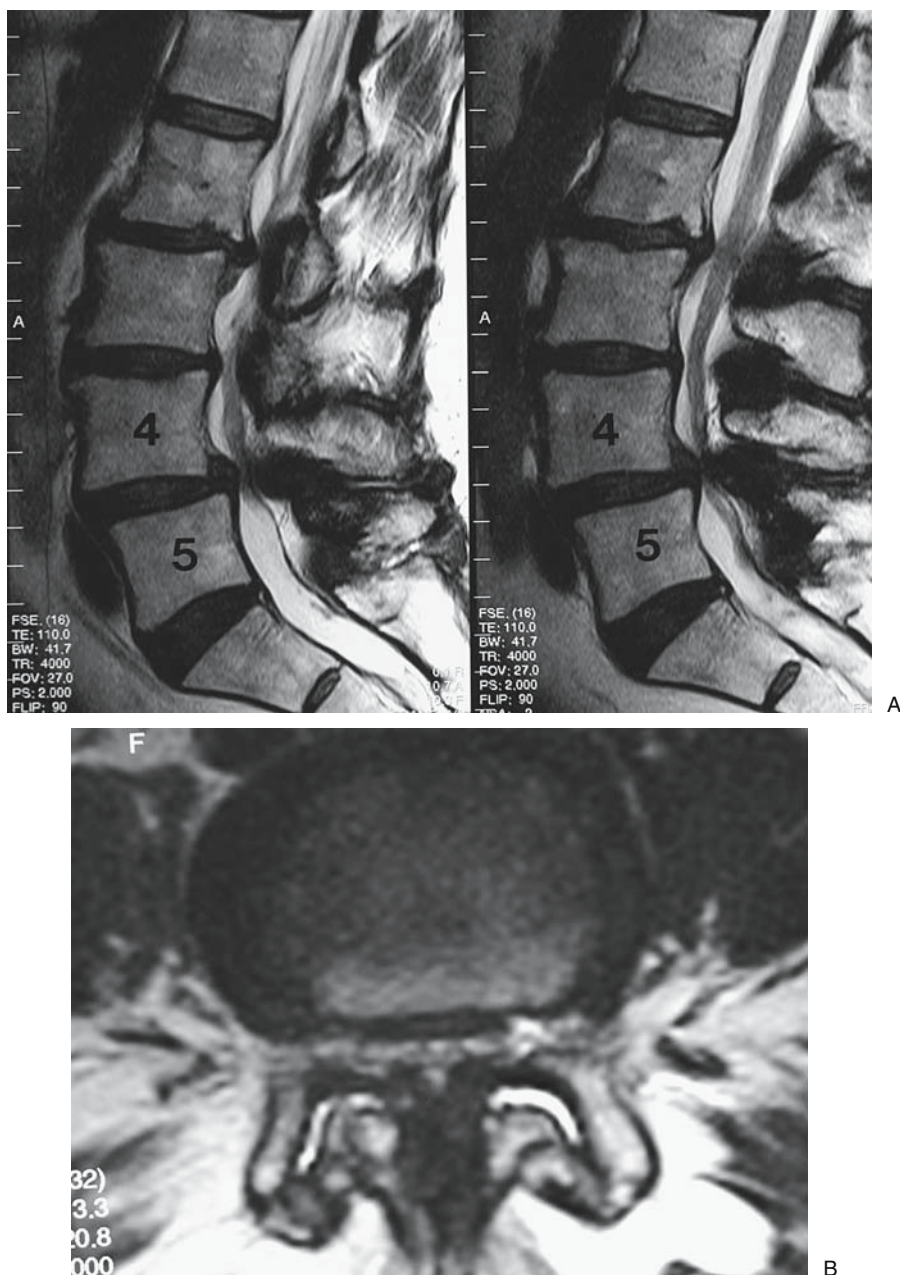 A
A
4
4
5
5
FSE. (16)
TE: 110.0
BW: 41.7
TR: 4000
FOV: 27.0
PS: 2.000
FLIP: 90
FSE. (16)
TE: 110.0
BW: 41.7
TR: 4000
FOV: 27.0
PS: 2.000
FLIP: 90
A
F
32)
3.3
20.8
000
B